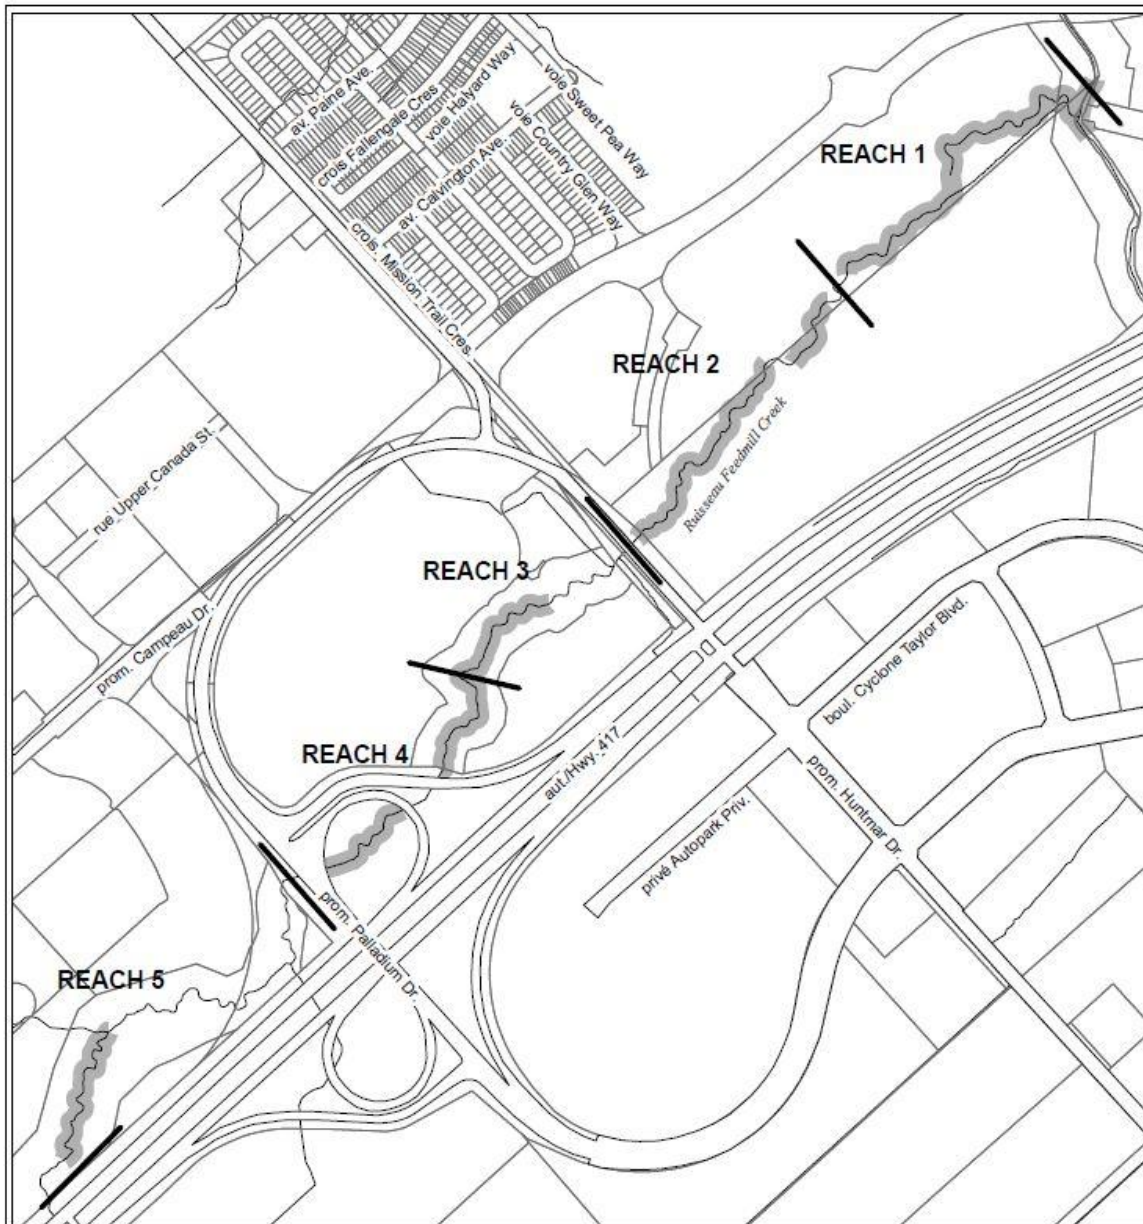 av. Paine Ave.
crois Fallengale Cres
voie Halyard Way
voie Sweet Pea Way
av. Calvington Ave.
voie Country Glen Way
REACH 1
crois. Mission Trail Cres.
REACH 2
rue Upper Canada St.
Ruisseau Feedmill Creek
REACH 3
prom. Campeau Dr.
boul. Cyclone Taylor Blvd.
REACH 4
aut./Hwy. 417
prom. Huntmar Dr.
privé Autopark Priv.
prom. Palladium Dr.
REACH 5